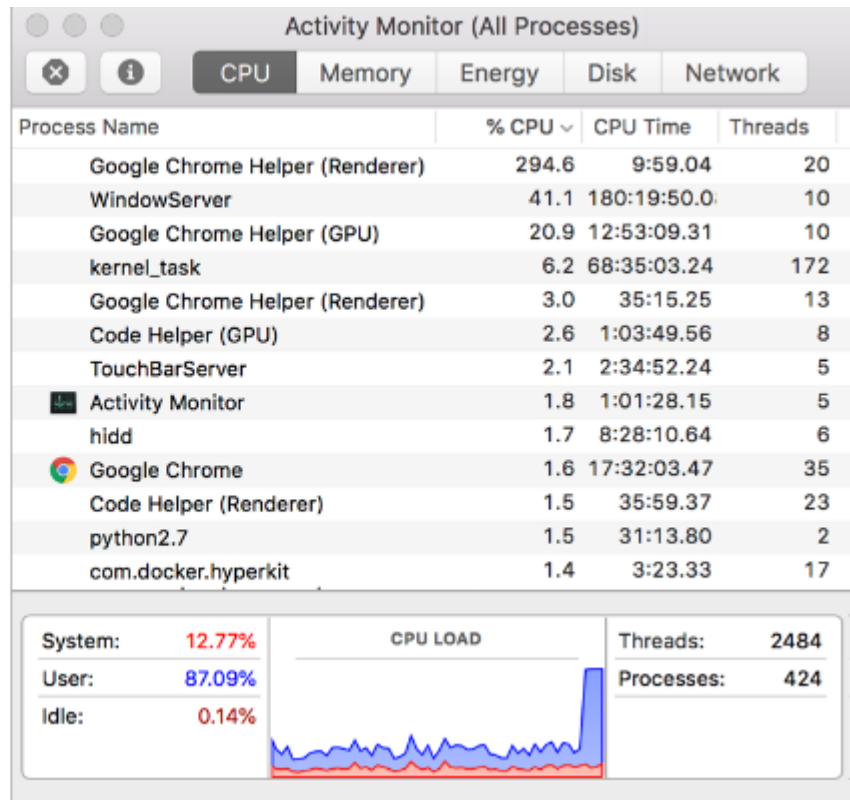 Activity Monitor (All Processes)
CPU Memory Energy Disk Network
Process Name % CPU CPU Time Threads
Google Chrome Helper (Renderer) 294.6 9:59.04 20
WindowServer 41.1 180:19:50.0 10
Google Chrome Helper (GPU) 20.9 12:53:09.31 10
kernel_task 6.2 68:35:03.24 172
Google Chrome Helper (Renderer) 3.0 35:15.25 13
Code Helper (GPU) 2.6 1:03:49.56 8
TouchBarServer 2.1 2:34:52.24 5
Activity Monitor 1.8 1:01:28.15 5
hidd 1.7 8:28:10.64 6
Google Chrome 1.6 17:32:03.47 35
Code Helper (Renderer) 1.5 35:59.37 23
python2.7 1.5 31:13.80 2
com.docker.hyperkit 1.4 3:23.33 17
System: 12.77% CPU LOAD Threads: 2484
User: 87.09% Processes: 424
Idle: 0.14%